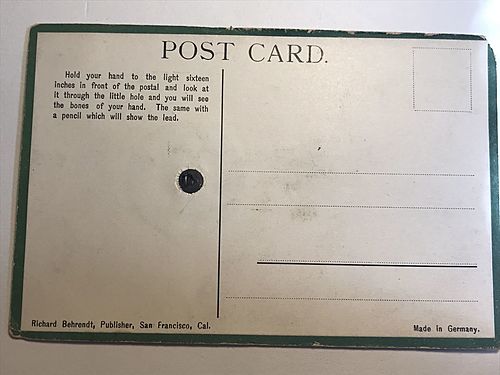 POST CARD.
Hold your hand to the light sixteen
inches in front of the postal and look at
it through the little hole and you will see
the bones of your hand. The same with
a pencil which will show the lead.
Richard Behrendt, Publisher, San Francisco, Cal.
Made in Germany.